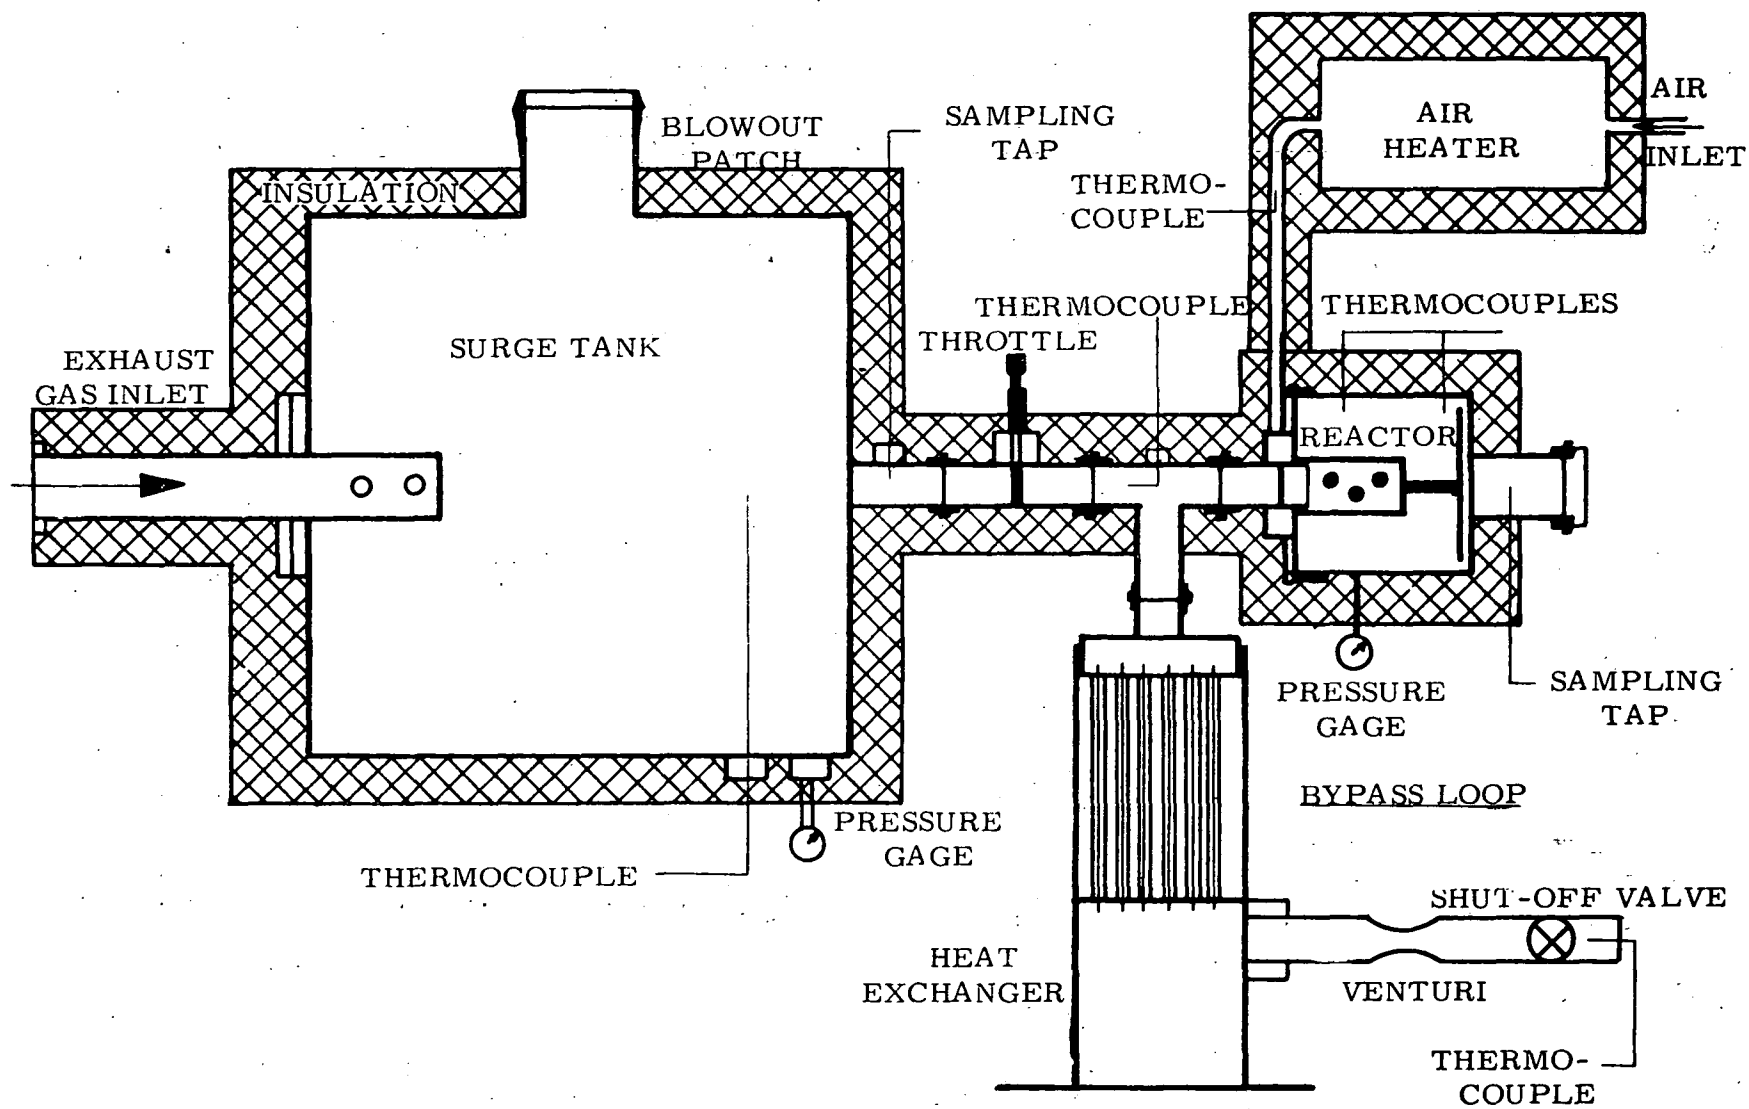 BLOWOUT
PATCH
SAMPLING
TAP
AIR
HEATER
AIR
INLET
INSULATION
THERMO-
COUPLE
THERMOCOUPLE
THERMOCOUPLES
THROTTLE
SURGE TANK
EXHAUST
GAS INLET
REACTOR
PRESSURE
GAGE
SAMPLING
TAP
BYPASS LOOP
PRESSURE
GAGE
THERMOCOUPLE
SHUT-OFF VALVE
HEAT
EXCHANGER
VENTURI
THERMO-
COUPLE